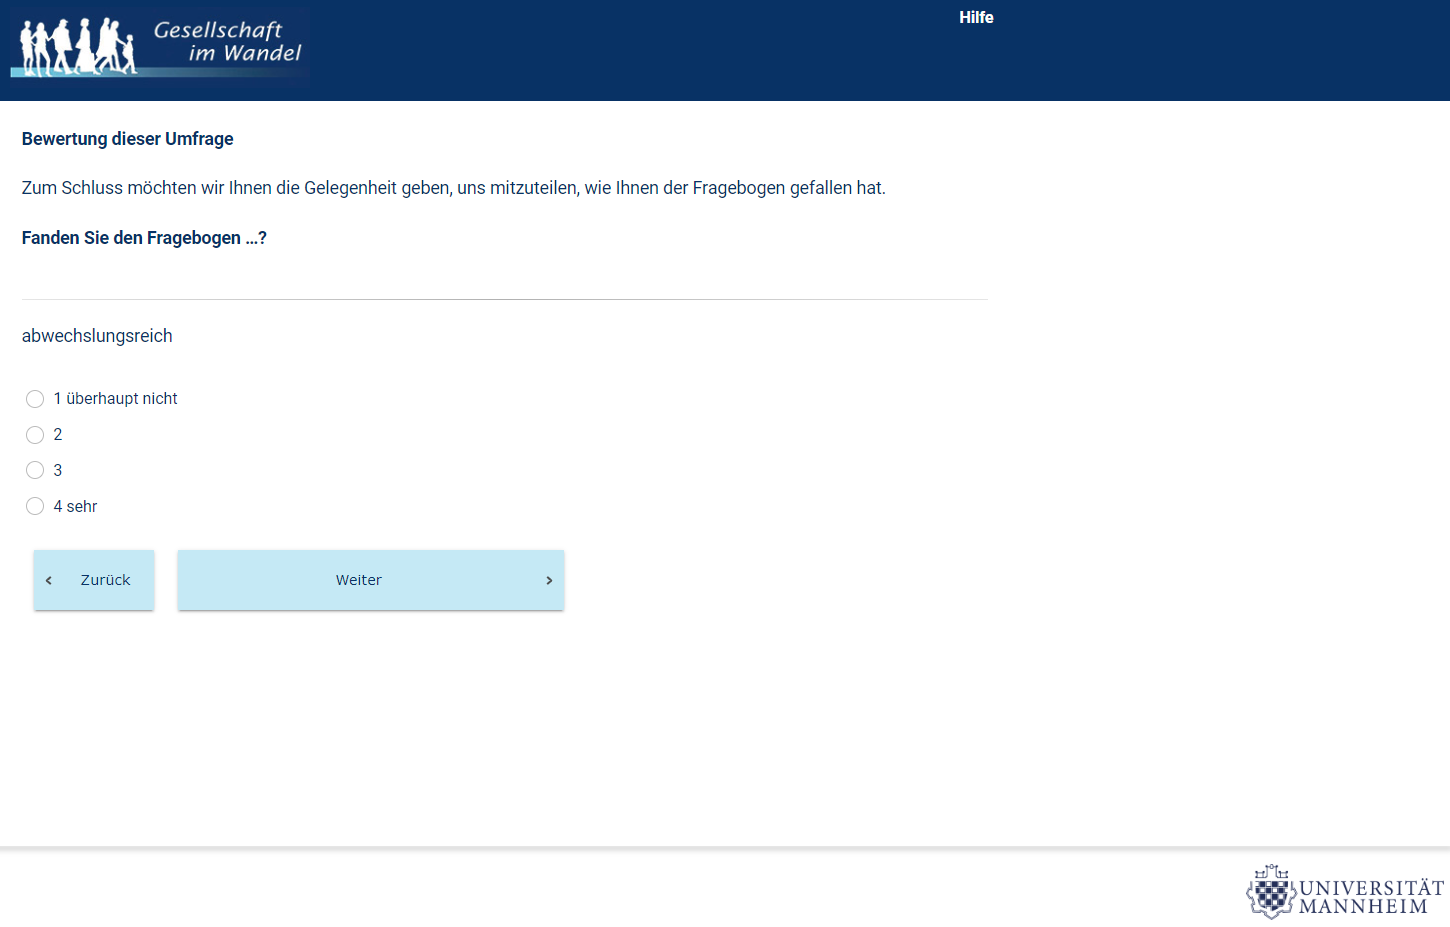 Gesellschaft
im Wandel
Hilfe
Bewertung dieser Umfrage
Zum Schluss möchten wir Ihnen die Gelegenheit geben, uns mitzuteilen, wie Ihnen der Fragebogen gefallen hat.
Fanden Sie den Fragebogen ...?
abwechslungsreich
1 überhaupt nicht
2
3
4 sehr
Zurück
Weiter
UNIVERSITÄT
MANNHEIM